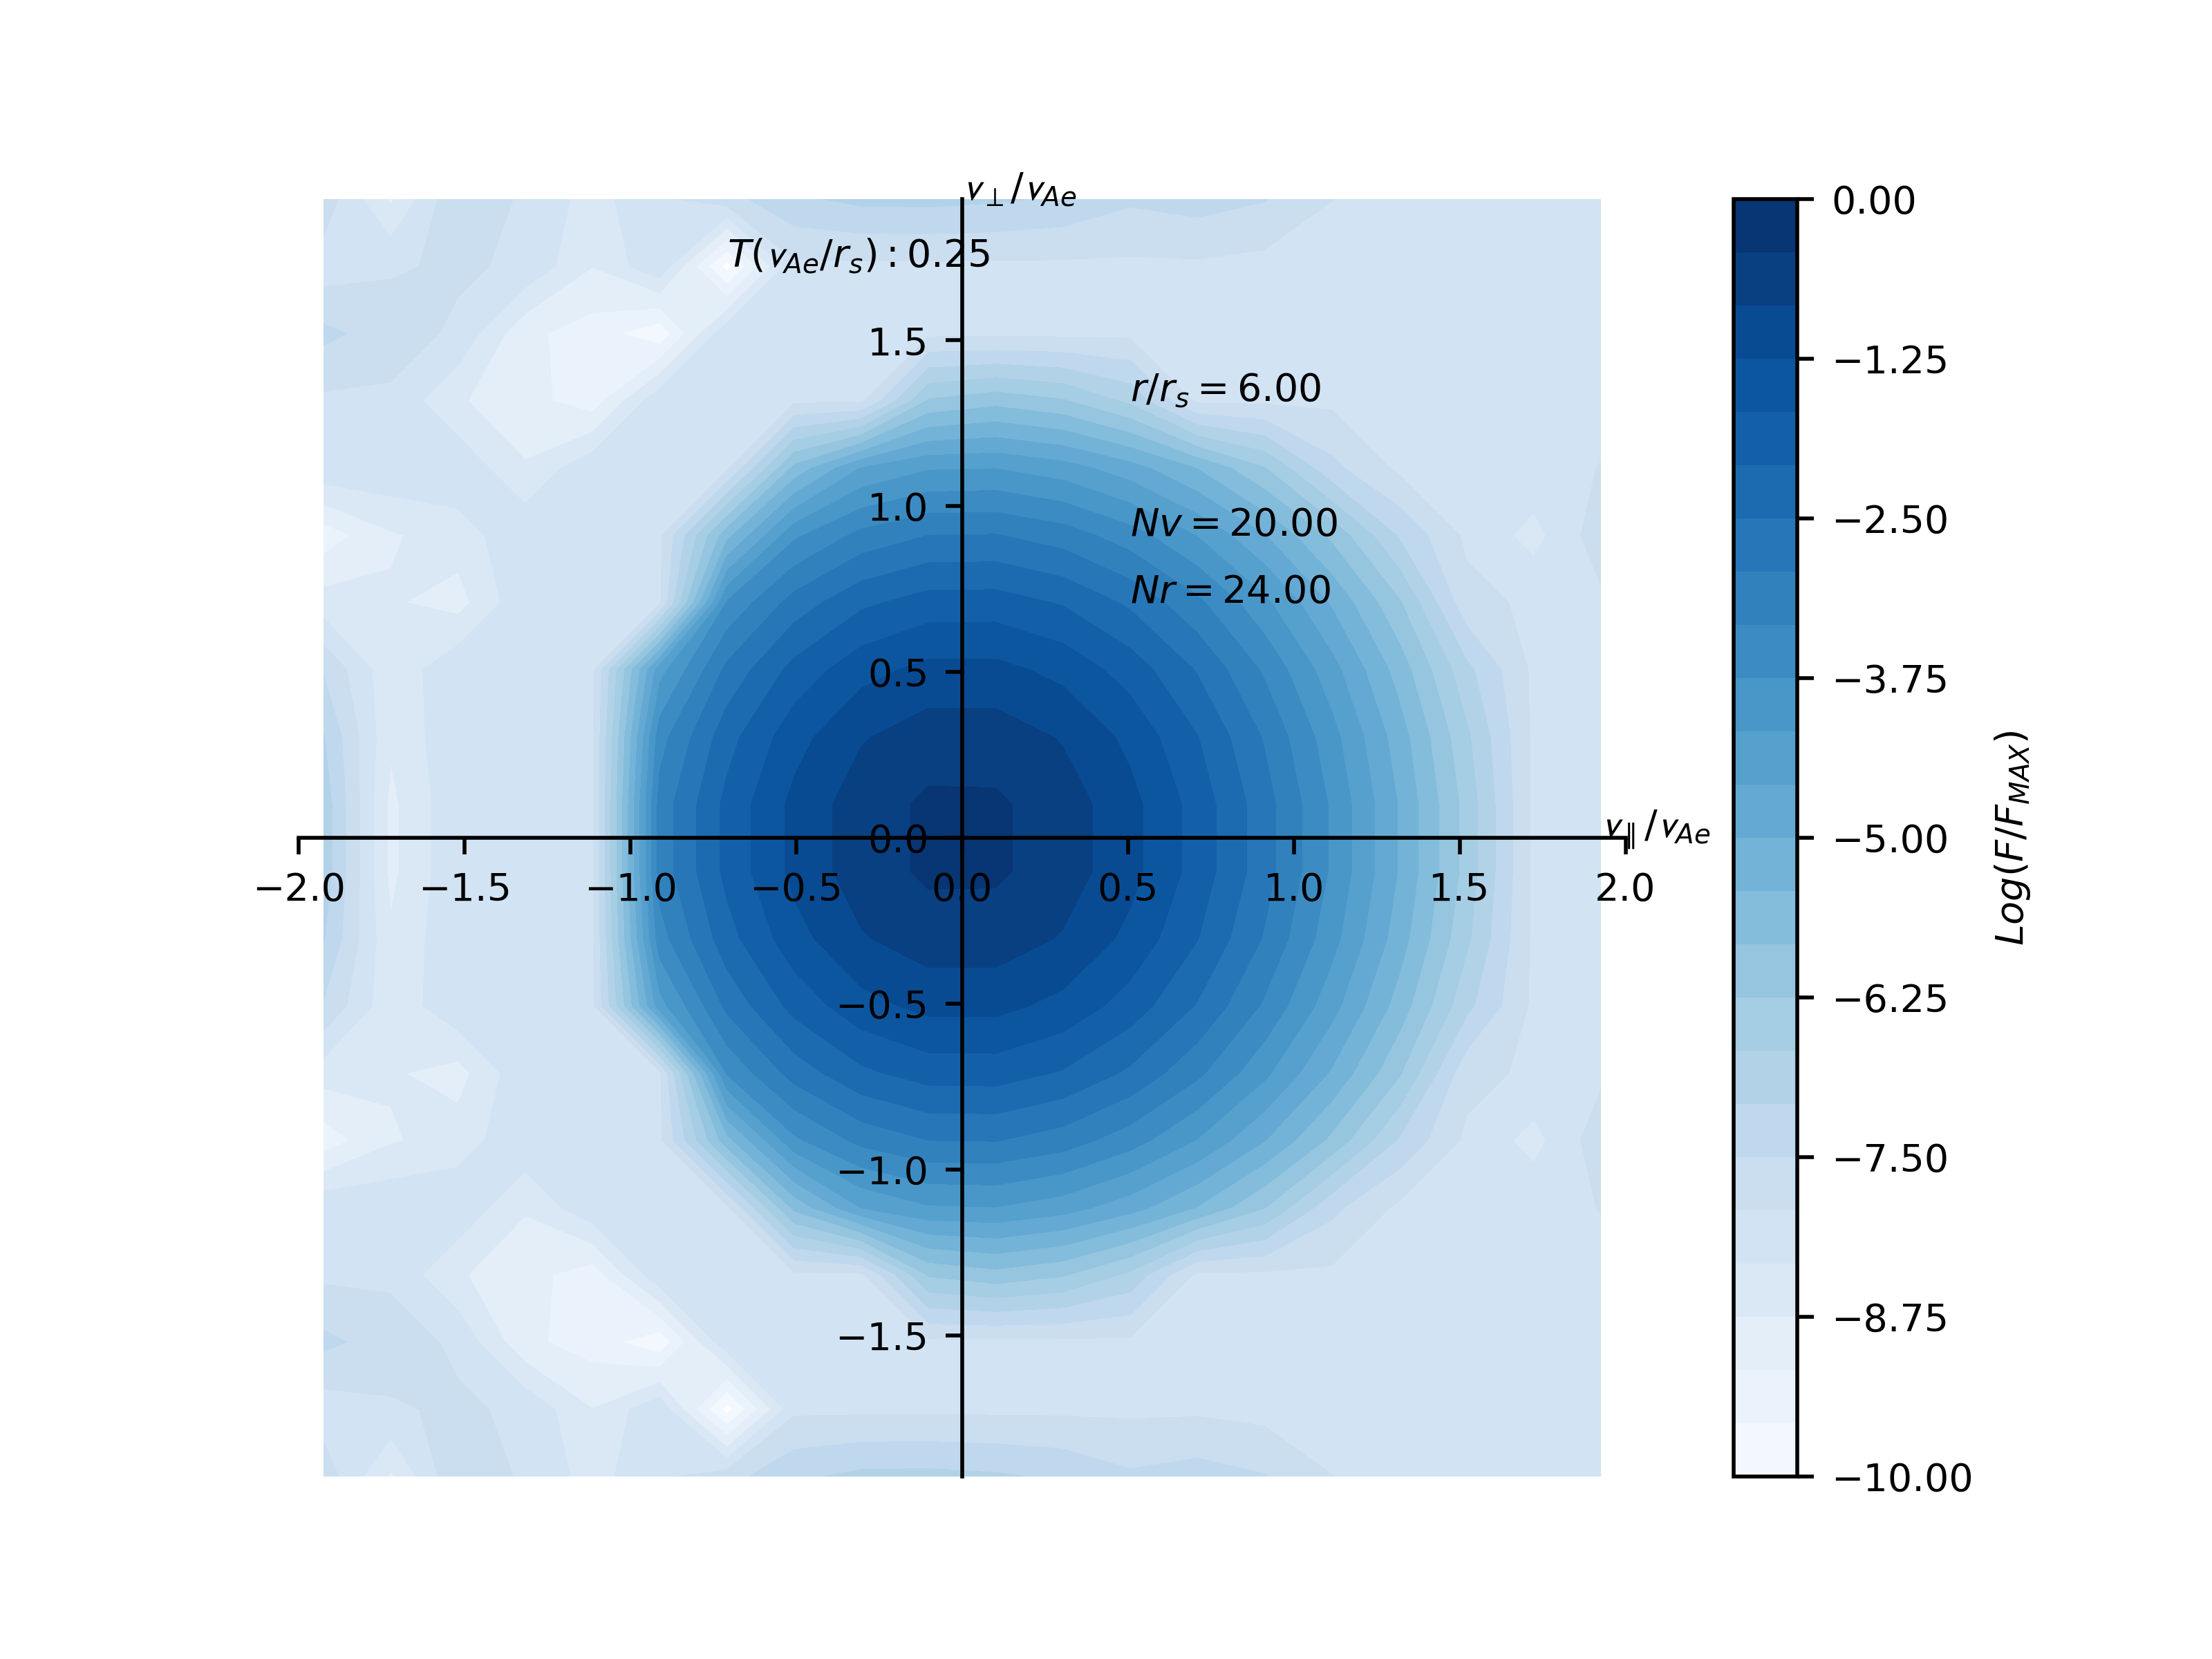 v⊥/vAe
T(vAe/rs) : 0.25
1.5
r/rs = 6.00
1.0
Nv = 20.00
Nr = 24.00
0.5
0.0
v∥/vAe
−2.0 −1.5 −1.0 −0.5 0.0 0.5 1.0 1.5 2.0
−0.5
−1.0
−1.5
0.00
−1.25
−2.50
−3.75
−5.00
−6.25
−7.50
−8.75
−10.00
Log(F/FMAX)